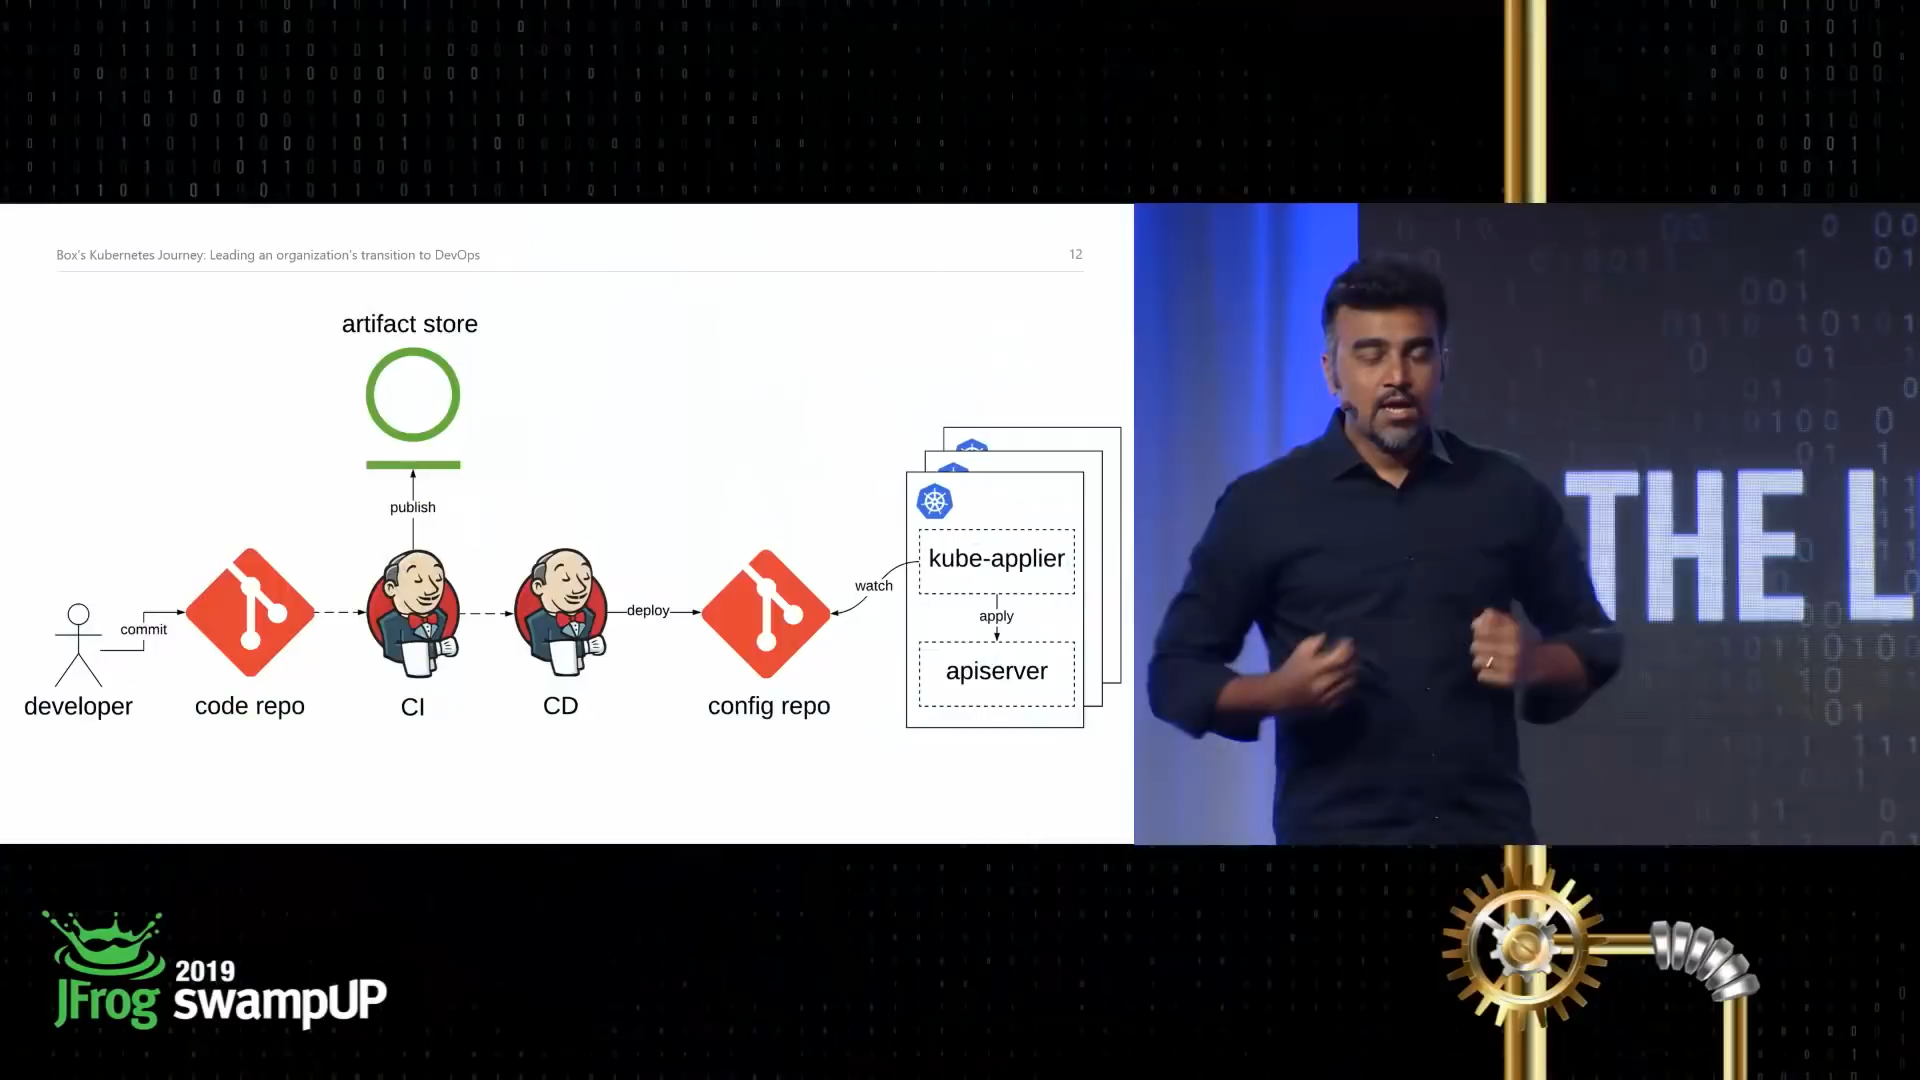 Box's Kubernetes Journey: Leading an organization's transition to DevOps
12
artifact store
publish
kube-applier
watch
deploy
apply
commit
apiserver
developer
code repo
CI
CD
config repo
THE L
JFrog
2019
swampUP